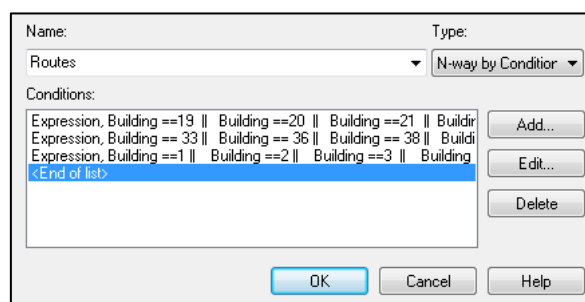 Name: Type:
Routes N-way by Condition
Conditions:
Expression, Building ==19 || Building ==20 || Building ==21 ||
Add...
Expression, Building == 33 || Building == 36 || Building == 38 ||
Expression, Building ==1 || Building ==2 || Building ==3 || Building
Edit...
<End of list>
Delete
OK Cancel Help